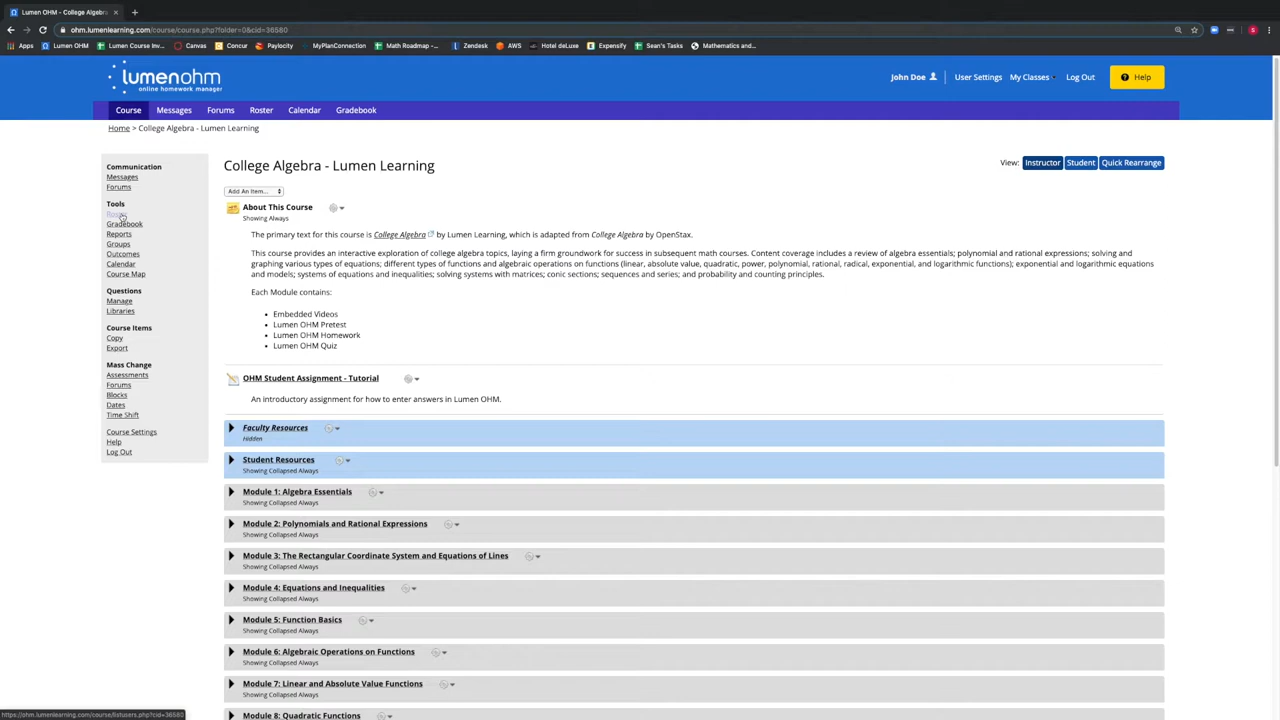 Lumen OHM - College Algebra
ohm.lumenlearning.com/course/course.php?folder=0&cid=36580
Apps
Lumen OHM
Lumen Course Inv...
Canvas
Concur
Paylocity
Math Roadmap -...
MyPlanConnection
Zendesk
AWS
Hotel deLuxe
Expensify
Sean's Tasks
Mathematics and...
lumenohm
online homework manager
John Doe
User Settings
My Classes
Log Out
Help
Course
Messages
Forums
Roster
Calendar
Gradebook
Home > College Algebra - Lumen Learning
Communication
Messages
Forums
Tools
Roster
Gradebook
Reports
Groups
Outcomes
Calendar
Course Map
Questions
Manage
Libraries
Course Items
Copy
Export
Mass Change
Assessments
Forums
Blocks
Dates
Time Shift
Course Settings
Help
Log Out
College Algebra - Lumen Learning
View: Instructor Student Quick Rearrange
Add An Item...
About This Course
Showing Always
The primary text for this course is College Algebra by Lumen Learning, which is adapted from College Algebra by OpenStax.
This course provides an interactive exploration of college algebra topics, laying a firm groundwork for success in subsequent math courses. Content coverage includes a review of algebra essentials; polynomial and rational expressions; solving and
graphing various types of equations; different types of functions and algebraic operations on functions (linear, absolute value, quadratic, power, polynomial, rational, radical, exponential, and logarithmic functions); exponential and logarithmic equations
and models; systems of equations and inequalities; solving systems with matrices; conic sections; sequences and series; and probability and counting principles.
Each Module contains:
Embedded Videos
Lumen OHM Pretest
Lumen OHM Homework
Lumen OHM Quiz
OHM Student Assignment - Tutorial
An introductory assignment for how to enter answers in Lumen OHM.
Faculty Resources
Hidden
Student Resources
Showing Collapsed Always
Module 1: Algebra Essentials
Showing Collapsed Always
Module 2: Polynomials and Rational Expressions
Showing Collapsed Always
Module 3: The Rectangular Coordinate System and Equations of Lines
Showing Collapsed Always
Module 4: Equations and Inequalities
Showing Collapsed Always
Module 5: Function Basics
Showing Collapsed Always
Module 6: Algebraic Operations on Functions
Showing Collapsed Always
Module 7: Linear and Absolute Value Functions
Showing Collapsed Always
Module 8: Quadratic Functions
https://ohm.lumenlearning.com/course/listusers.php?cid=36580